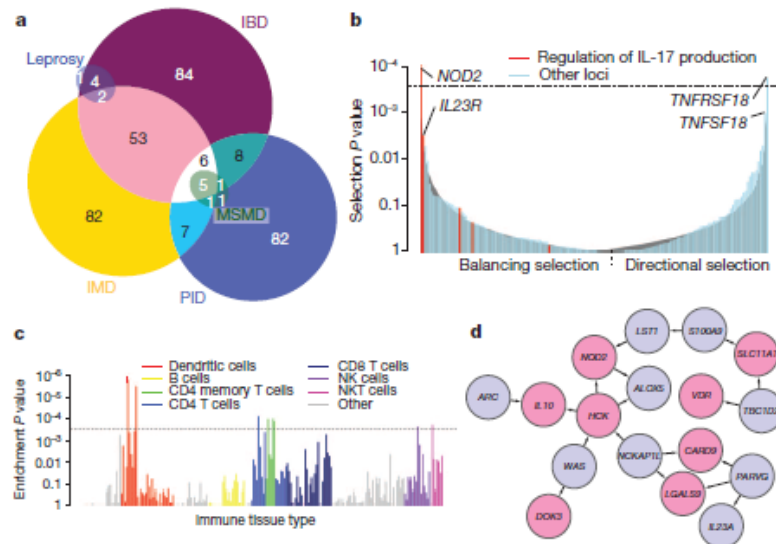 a
IBD
Leprosy
1
4
2
84
53
6
8
5
1
1
1
MSMD
82
7
82
IMD
PID
b
Regulation of IL-17 production
Other loci
Selection P value
10⁻⁴
10⁻³
0.01
0.1
1
NOD2
IL23R
TNFRSF18
TNFSF18
Balancing selection
Directional selection
c
Dendritic cells
B cells
CD4 memory T cells
CD4 T cells
CD8 T cells
NK cells
NKT cells
Other
Enrichment P value
10⁻⁶
10⁻⁵
10⁻⁴
10⁻³
0.01
0.1
1
Immune tissue type
d
LST1
S100A9
NOD2
SLC11A1
ALOX5
VDR
ARC
IL10
HCK
WAS
NCKAP1L
CARD9
PARVG
LGALS9
DOK3
IL23A